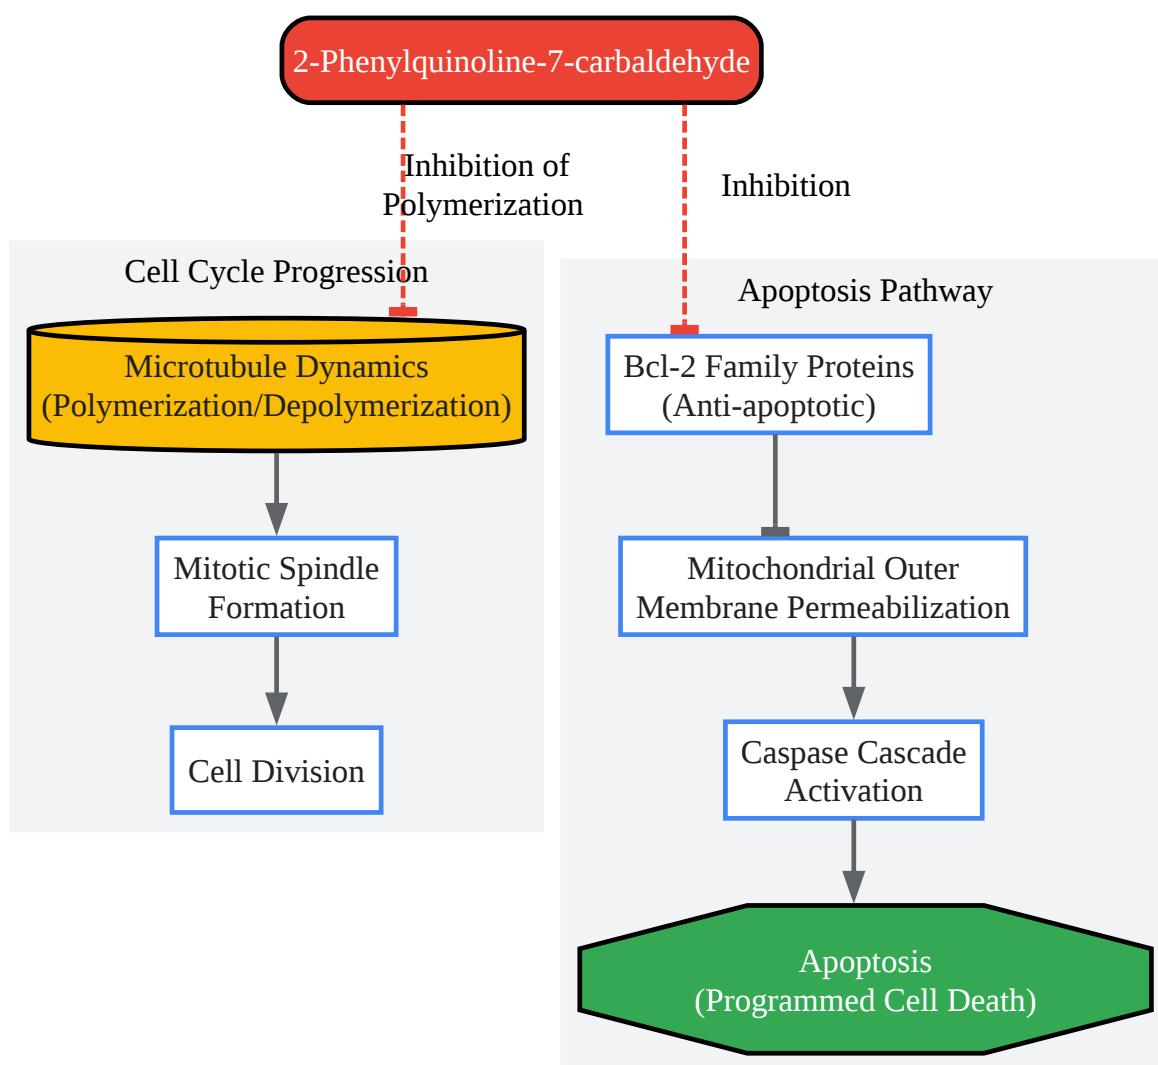 2-Phenylquinoline-7-carbaldehyde
Inhibition of
Polymerization
Inhibition
Cell Cycle Progression
Microtubule Dynamics
(Polymerization/Depolymerization)
Mitotic Spindle
Formation
Cell Division
Apoptosis Pathway
Bcl-2 Family Proteins
(Anti-apoptotic)
Mitochondrial Outer
Membrane Permeabilization
Caspase Cascade
Activation
Apoptosis
(Programmed Cell Death)